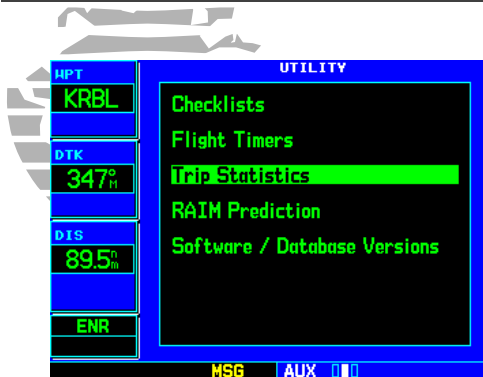 WPT
KRBL
DTK
347°M
DIS
89.5nm
ENR
UTILITY
Checklists
Flight Timers
Trip Statistics
RAIM Prediction
Software / Database Versions
MSG
AUX